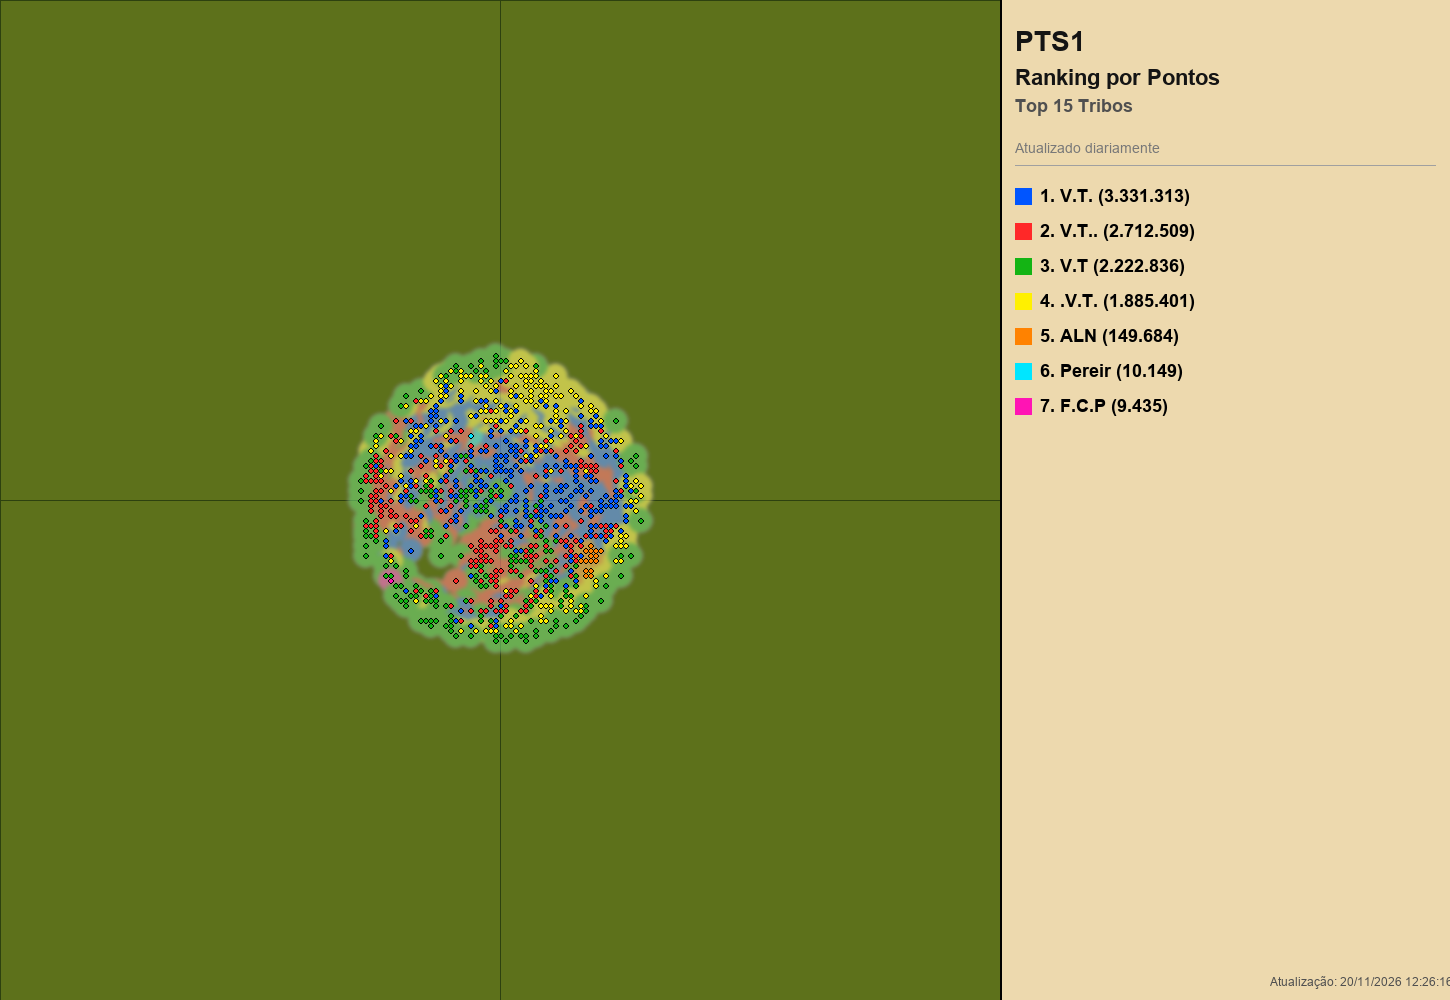 PTS1
Ranking por Pontos
Top 15 Tribos
Atualizado diariamente
1. V.T. (3.331.313)
2. V.T.. (2.712.509)
3. V.T (2.222.836)
4. .V.T. (1.885.401)
5. ALN (149.684)
6. Pereir (10.149)
7. F.C.P (9.435)
Atualização: 20/11/2026 12:26:16